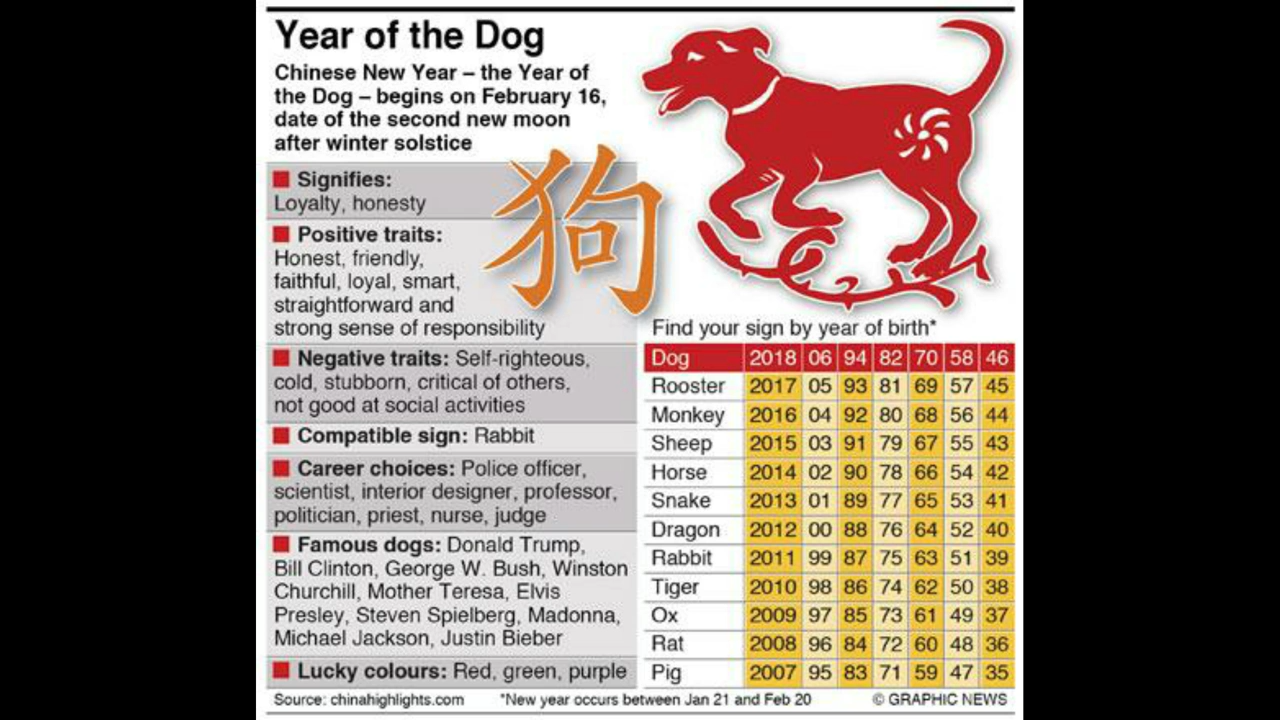 Year of the Dog
Chinese New Year – the Year of
the Dog – begins on February 16,
date of the second new moon
after winter solstice
狗
Signifies:
Loyalty, honesty
Positive traits:
Honest, friendly,
faithful, loyal, smart,
straightforward and
strong sense of responsibility
Negative traits: Self-righteous,
cold, stubborn, critical of others,
not good at social activities
Compatible sign: Rabbit
Career choices: Police officer,
scientist, interior designer, professor,
politician, priest, nurse, judge
Famous dogs: Donald Trump,
Bill Clinton, George W. Bush, Winston
Churchill, Mother Teresa, Elvis
Presley, Steven Spielberg, Madonna,
Michael Jackson, Justin Bieber
Lucky colours: Red, green, purple
Find your sign by year of birth*
Dog 2018 06 94 82 70 58 46
Rooster 2017 05 93 81 69 57 45
Monkey 2016 04 92 80 68 56 44
Sheep 2015 03 91 79 67 55 43
Horse 2014 02 90 78 66 54 42
Snake 2013 01 89 77 65 53 41
Dragon 2012 00 88 76 64 52 40
Rabbit 2011 99 87 75 63 51 39
Tiger 2010 98 86 74 62 50 38
Ox 2009 97 85 73 61 49 37
Rat 2008 96 84 72 60 48 36
Pig 2007 95 83 71 59 47 35
Source: chinahighlights.com *New year occurs between Jan 21 and Feb 20 © GRAPHIC NEWS